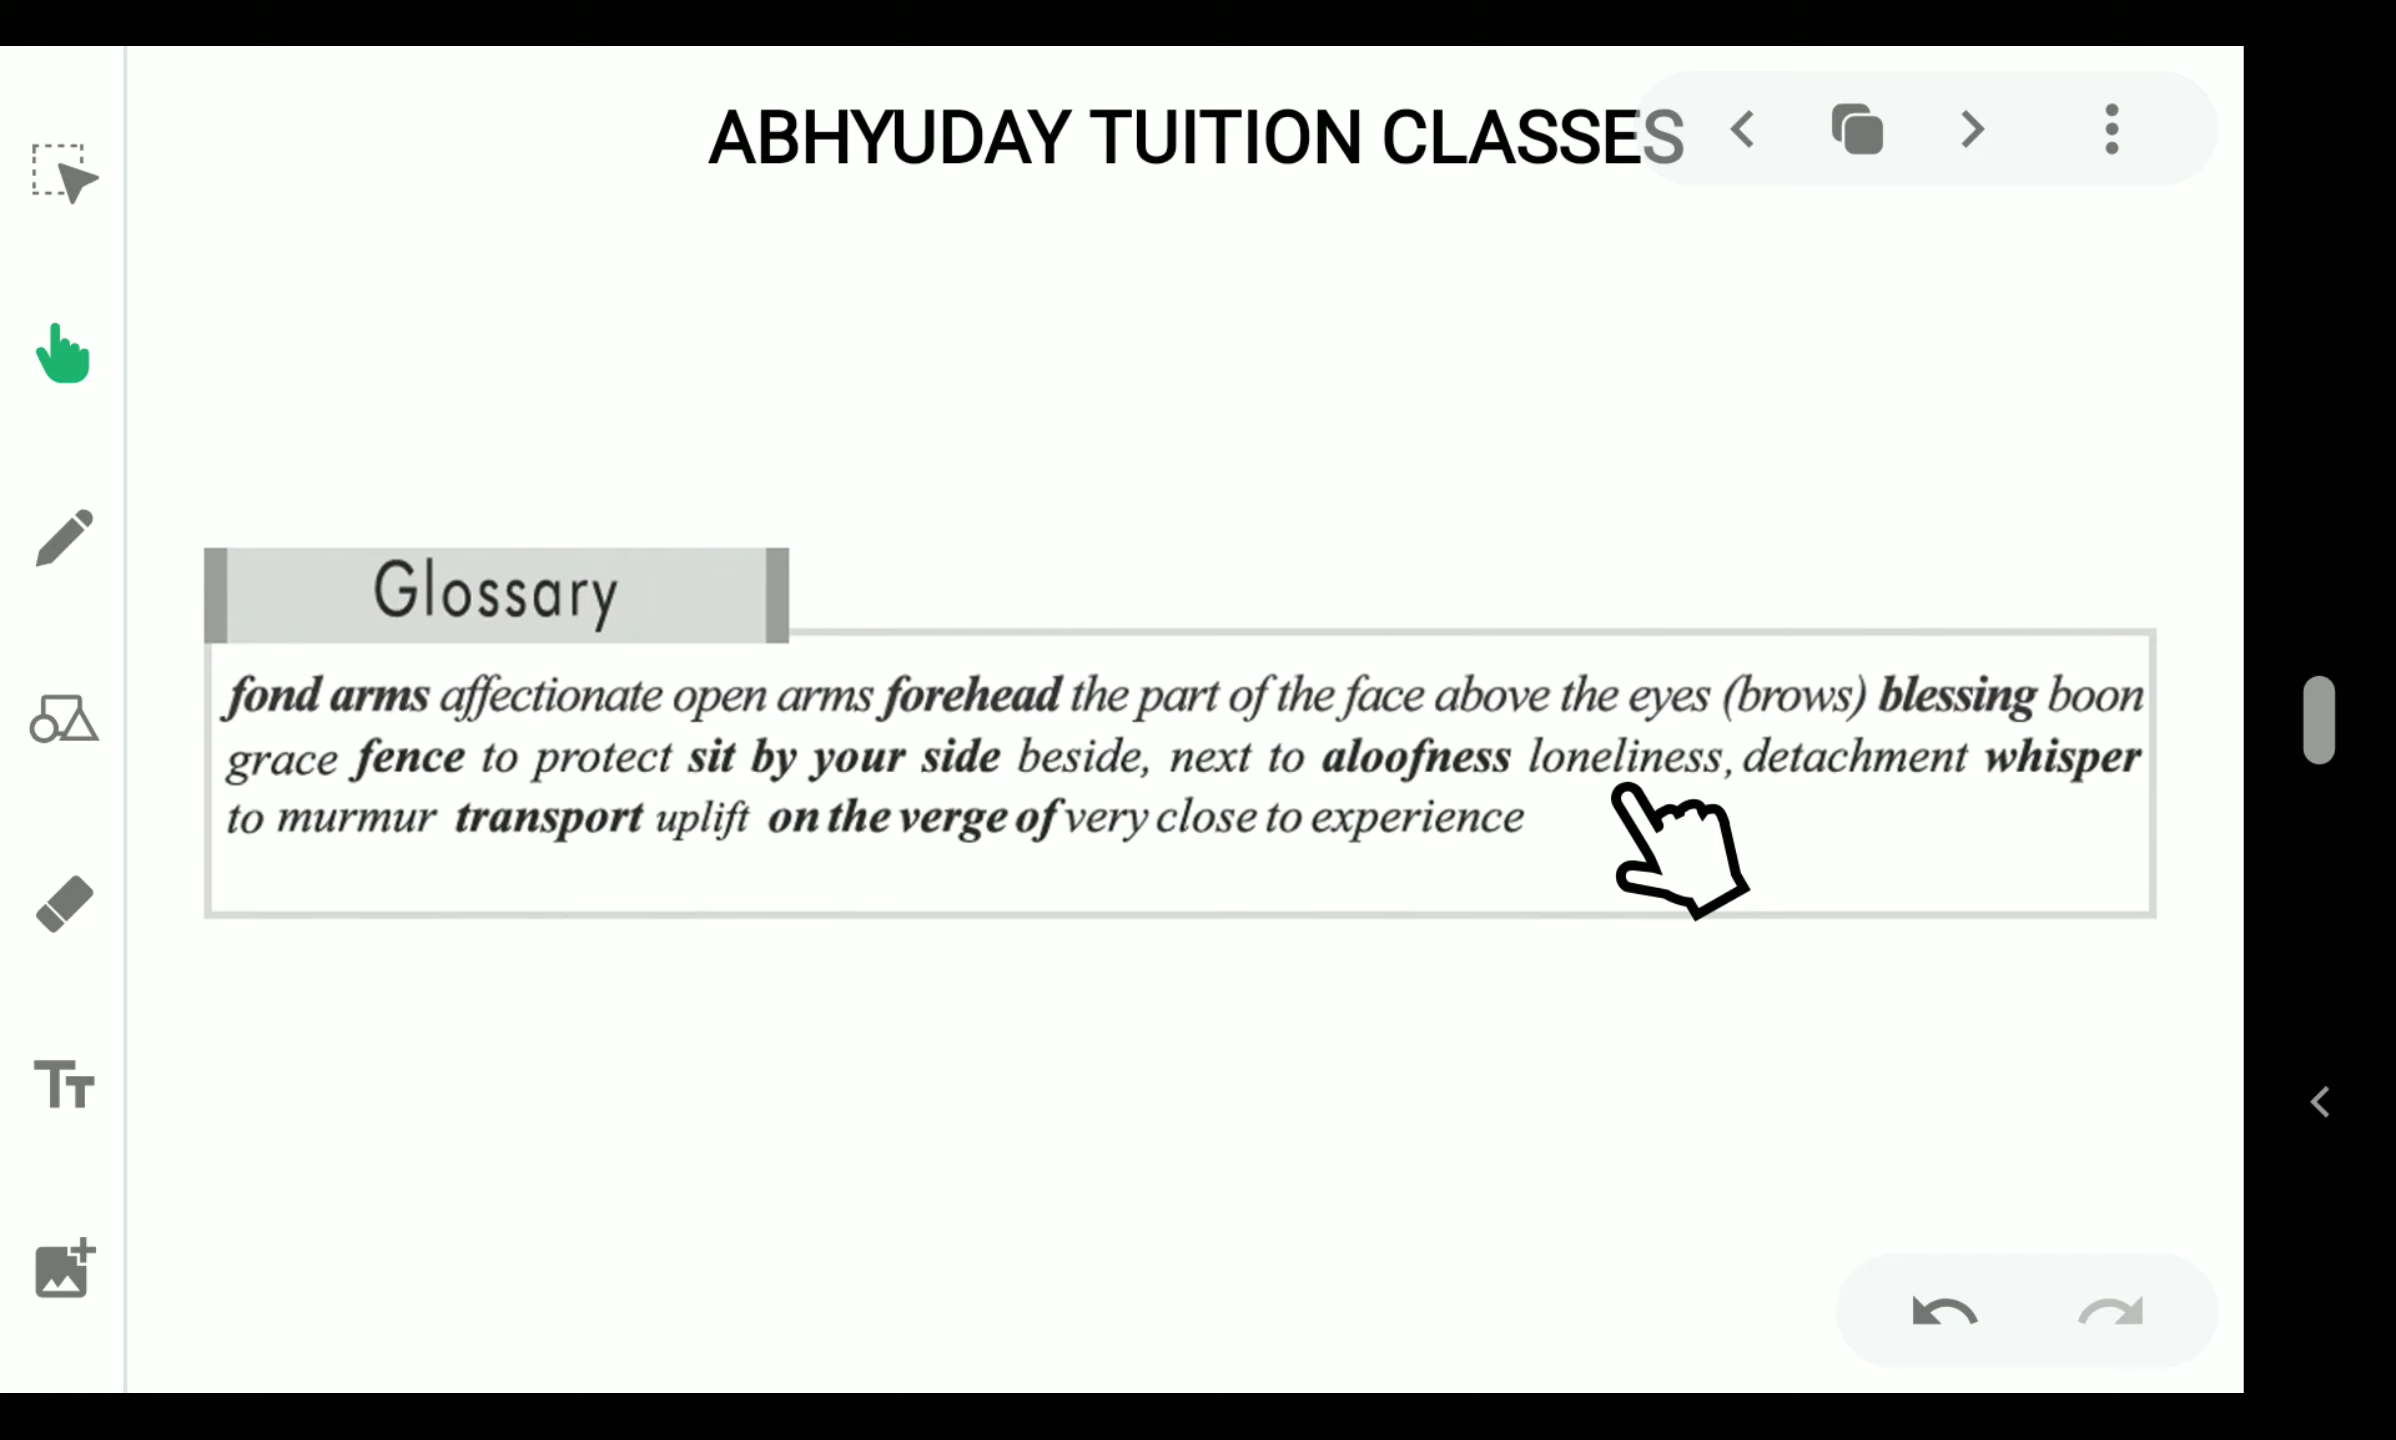 ABHYUDAY TUITION CLASSES
Glossary
fond arms affectionate open arms forehead the part of the face above the eyes (brows) blessing boon
grace fence to protect sit by your side beside, next to aloofness loneliness, detachment whisper
to murmur transport uplift on the verge of very close to experience